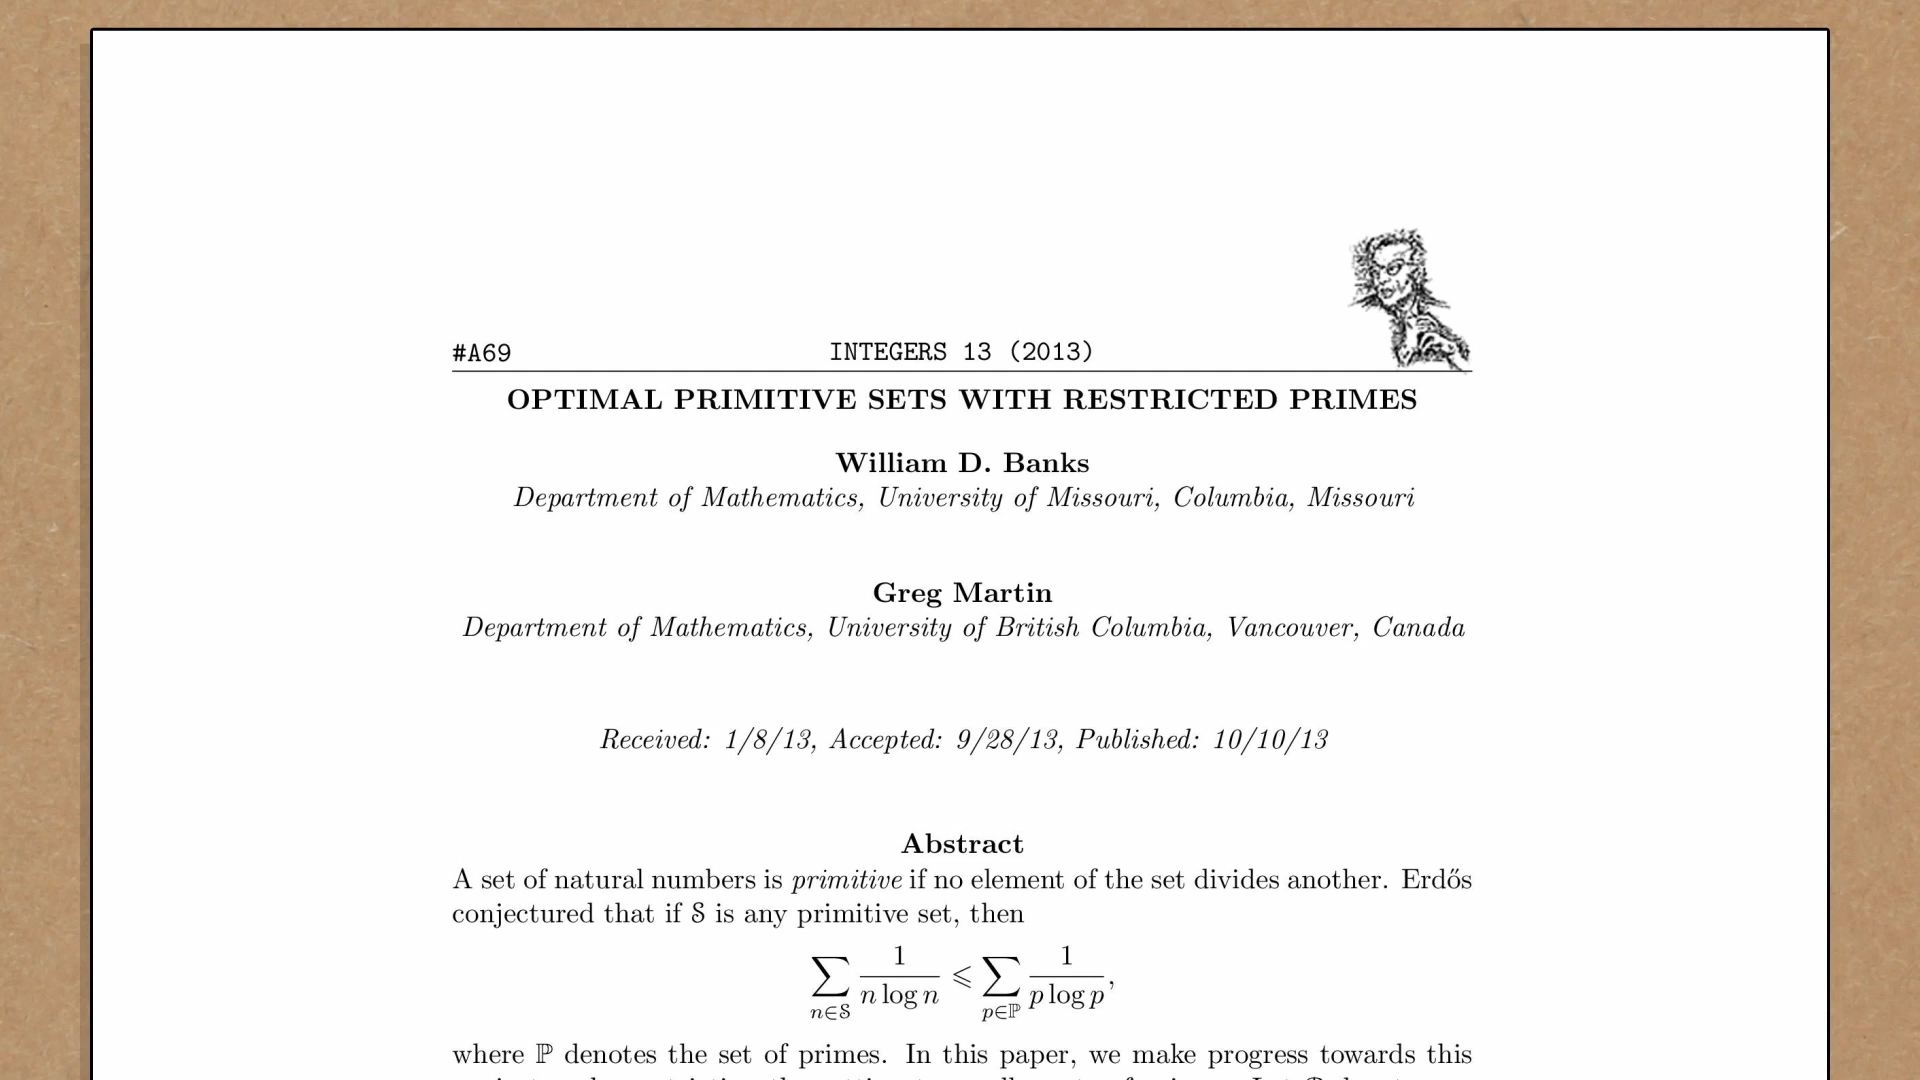 #A69 INTEGERS 13 (2013)
OPTIMAL PRIMITIVE SETS WITH RESTRICTED PRIMES
William D. Banks
Department of Mathematics, University of Missouri, Columbia, Missouri
Greg Martin
Department of Mathematics, University of British Columbia, Vancouver, Canada
Received: 1/8/13, Accepted: 9/28/13, Published: 10/10/13
Abstract
A set of natural numbers is primitive if no element of the set divides another. Erdős
conjectured that if S is any primitive set, then
∑_{n∈S} 1/(n log n) ⩽ ∑_{p∈ℙ} 1/(p log p),
where ℙ denotes the set of primes. In this paper, we make progress towards this